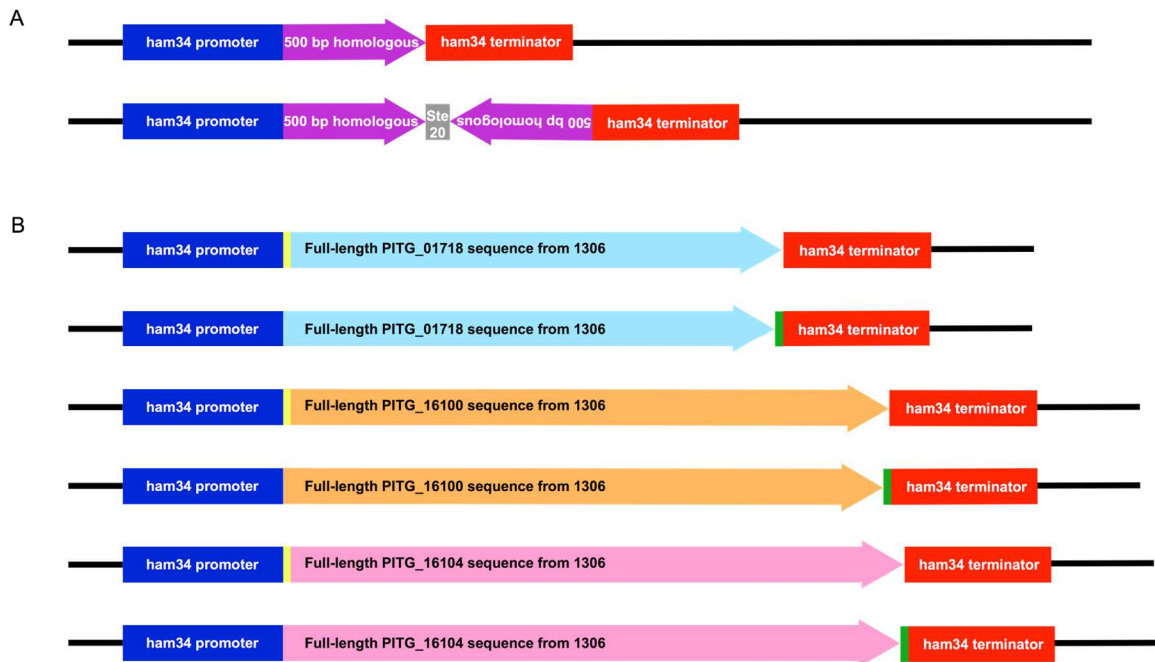 A
ham34 promoter 500 bp homologous ham34 terminator
ham34 promoter 500 bp homologous Ste 500 bp homologous ham34 terminator
20
B
ham34 promoter Full-length PITG_01718 sequence from 1306 ham34 terminator
ham34 promoter Full-length PITG_01718 sequence from 1306 ham34 terminator
ham34 promoter Full-length PITG_16100 sequence from 1306 ham34 terminator
ham34 promoter Full-length PITG_16100 sequence from 1306 ham34 terminator
ham34 promoter Full-length PITG_16104 sequence from 1306 ham34 terminator
ham34 promoter Full-length PITG_16104 sequence from 1306 ham34 terminator